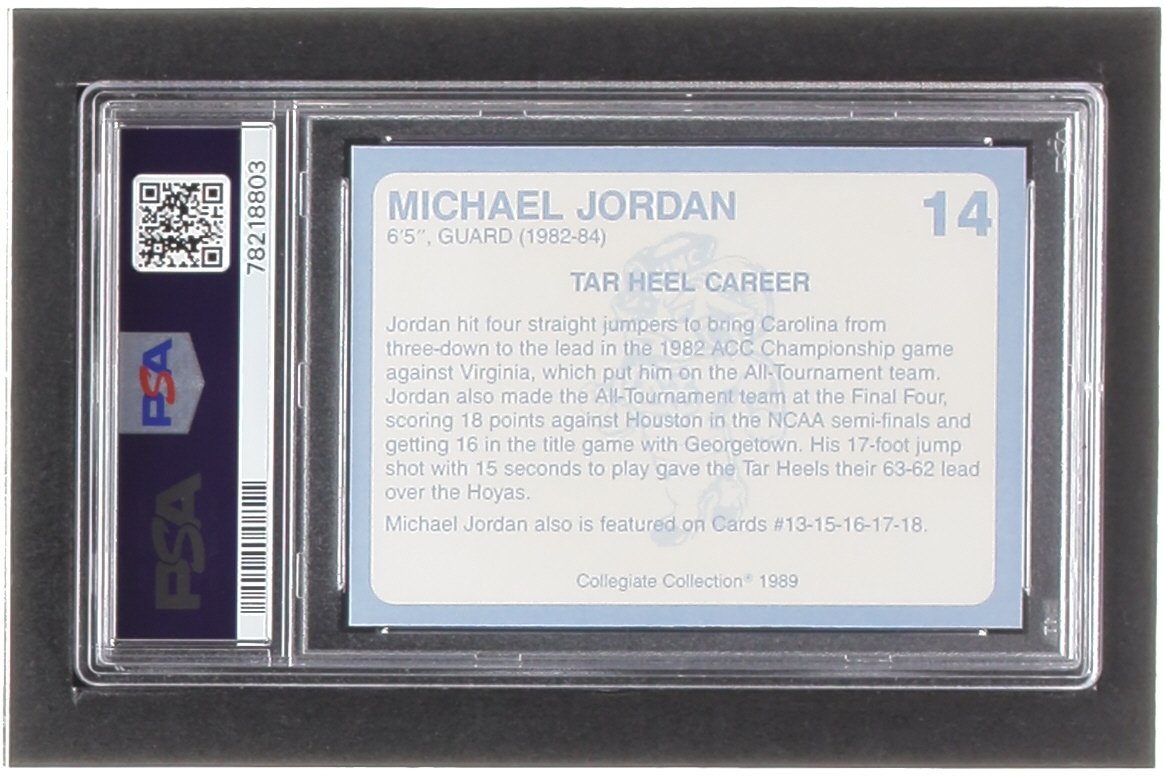 PSA
PSA
78218803
MICHAEL JORDAN
14
6'5", GUARD (1982-84)
TAR HEEL CAREER
Jordan hit four straight jumpers to bring Carolina from
three-down to the lead in the 1982 ACC Championship game
against Virginia, which put him on the All-Tournament team.
Jordan also made the All-Tournament team at the Final Four,
scoring 18 points against Houston in the NCAA semi-finals and
getting 16 in the title game with Georgetown. His 17-foot jump
shot with 15 seconds to play gave the Tar Heels their 63-62 lead
over the Hoyas.
Michael Jordan also is featured on Cards #13-15-16-17-18.
Collegiate Collection® 1989